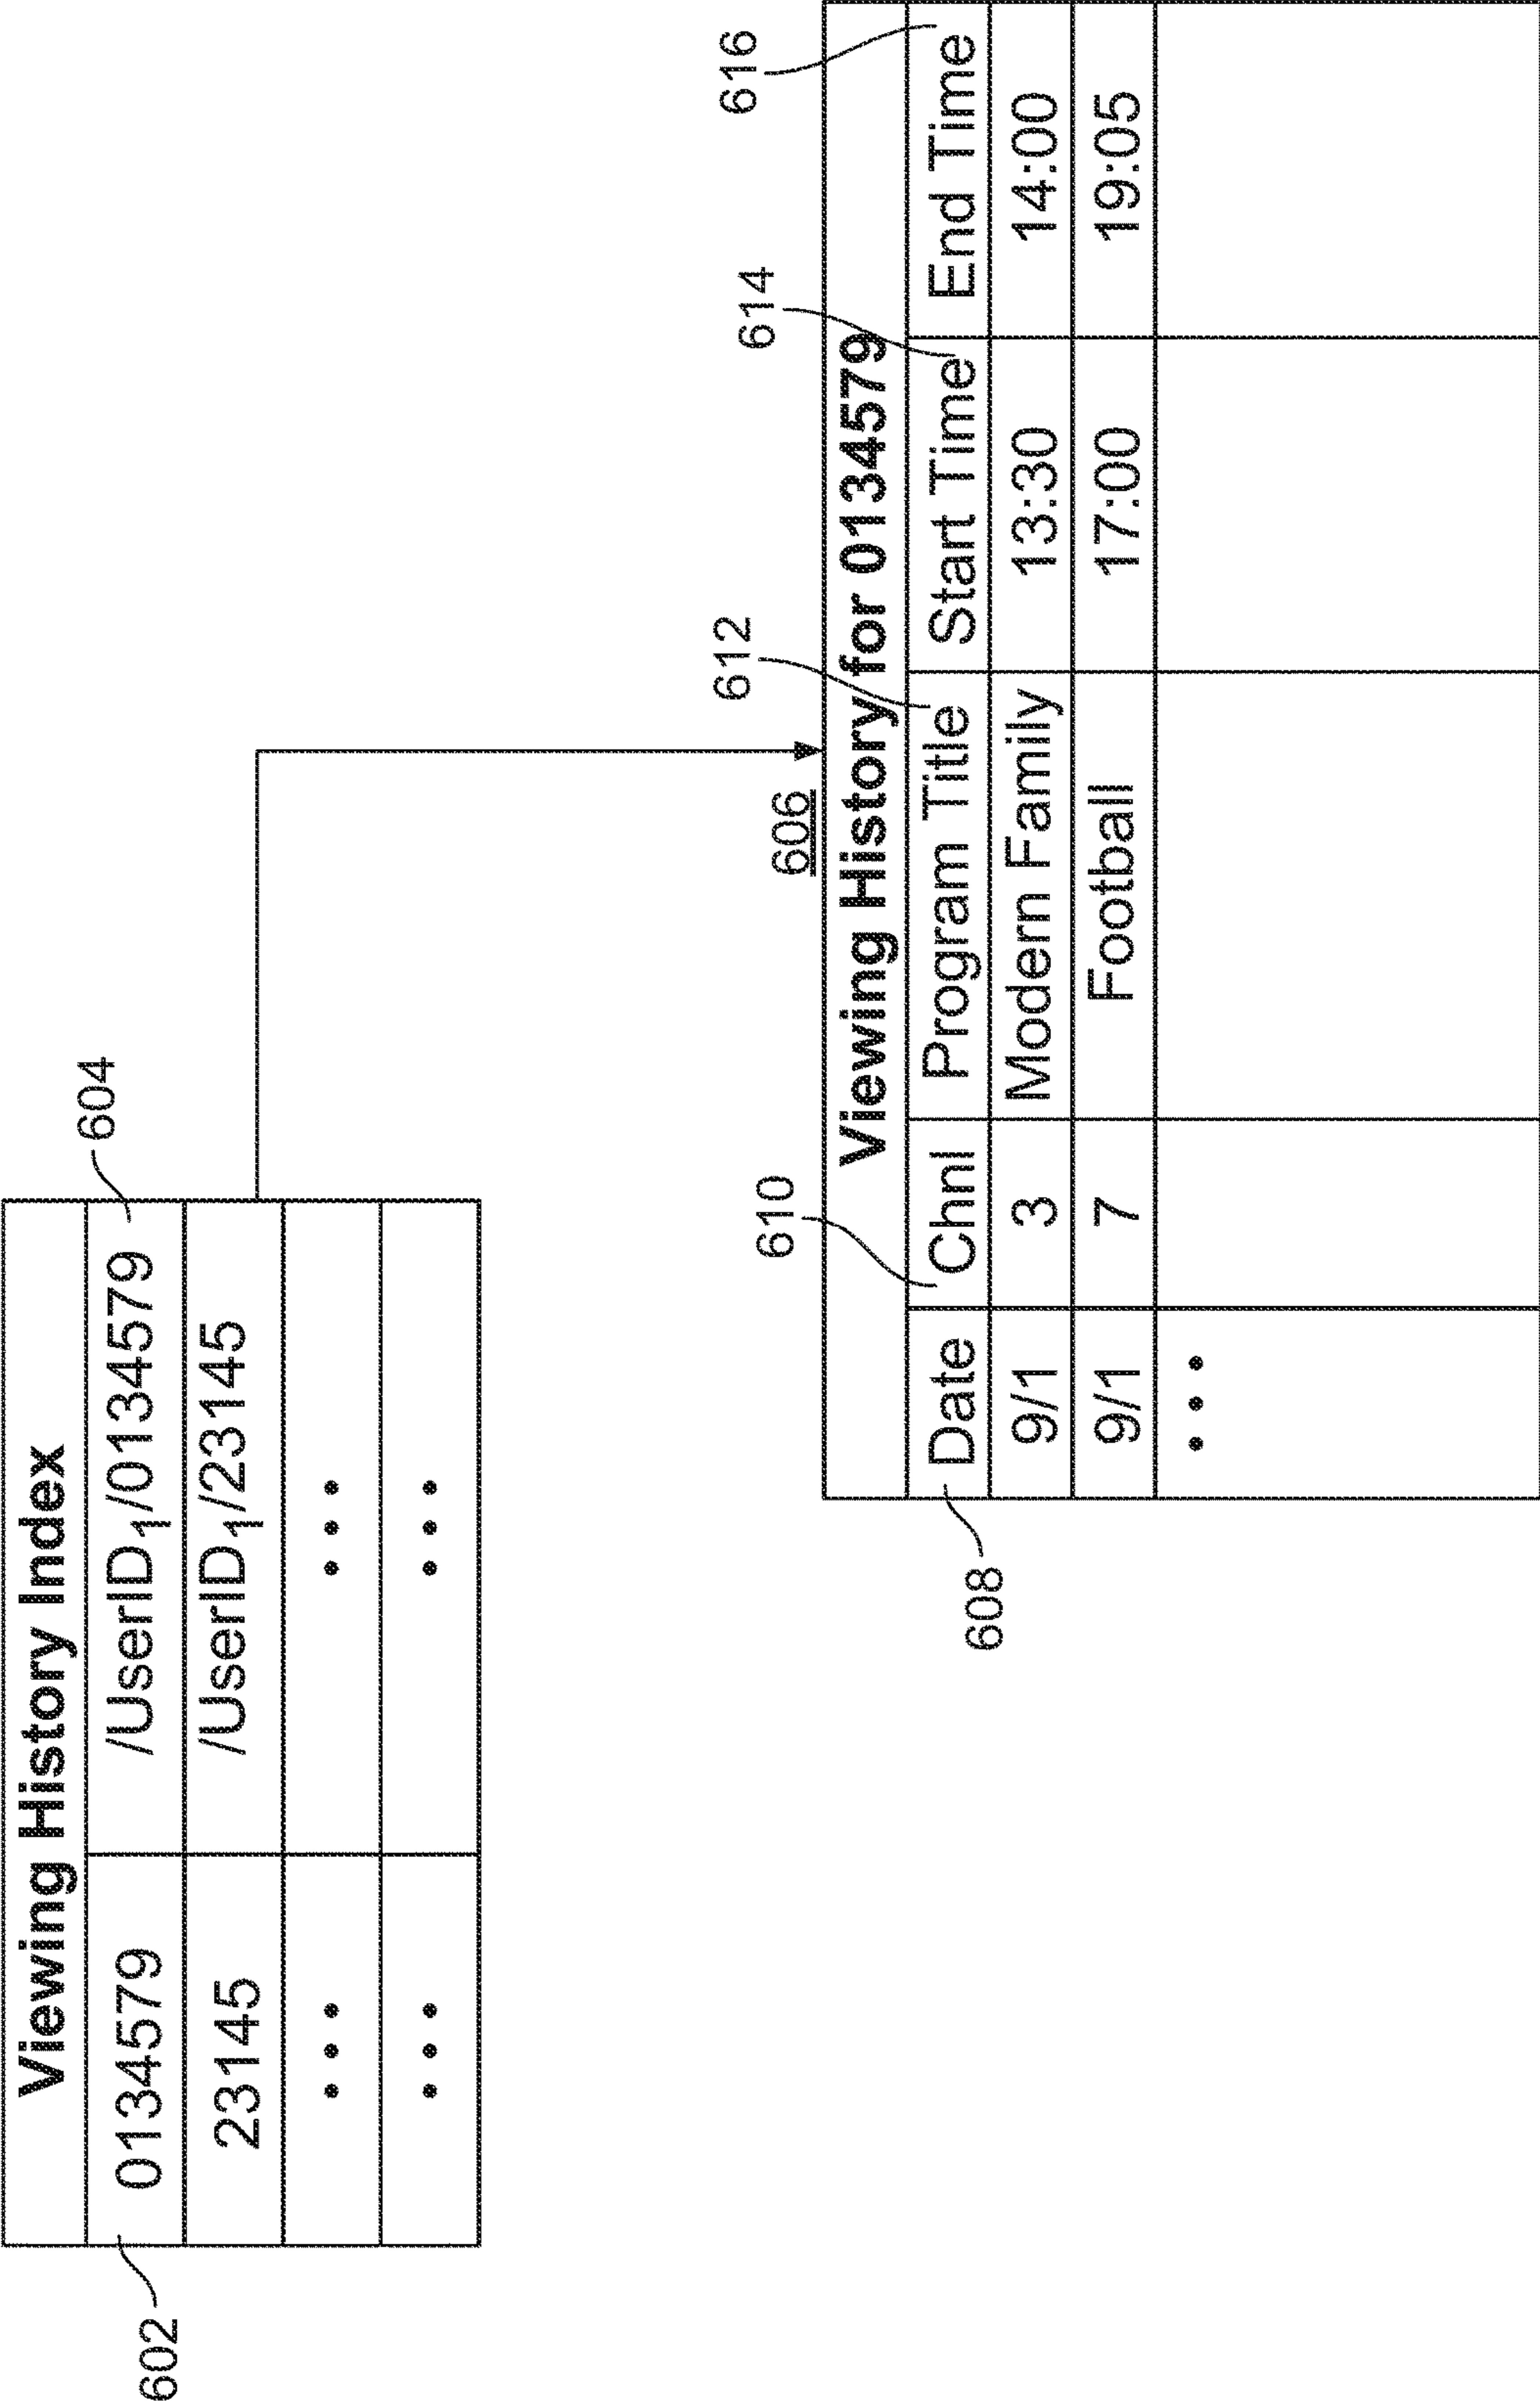 Viewing History Index
604
0134579 /UserID1/0134579
602
23145 /UserID1/23145
... ...
... ...
606
612
614
616
610
Viewing History for 0134579
608
Date Chnl Program Title Start Time End Time
9/1 3 Modern Family 13:30 14:00
9/1 7 Football 17:00 19:05
...